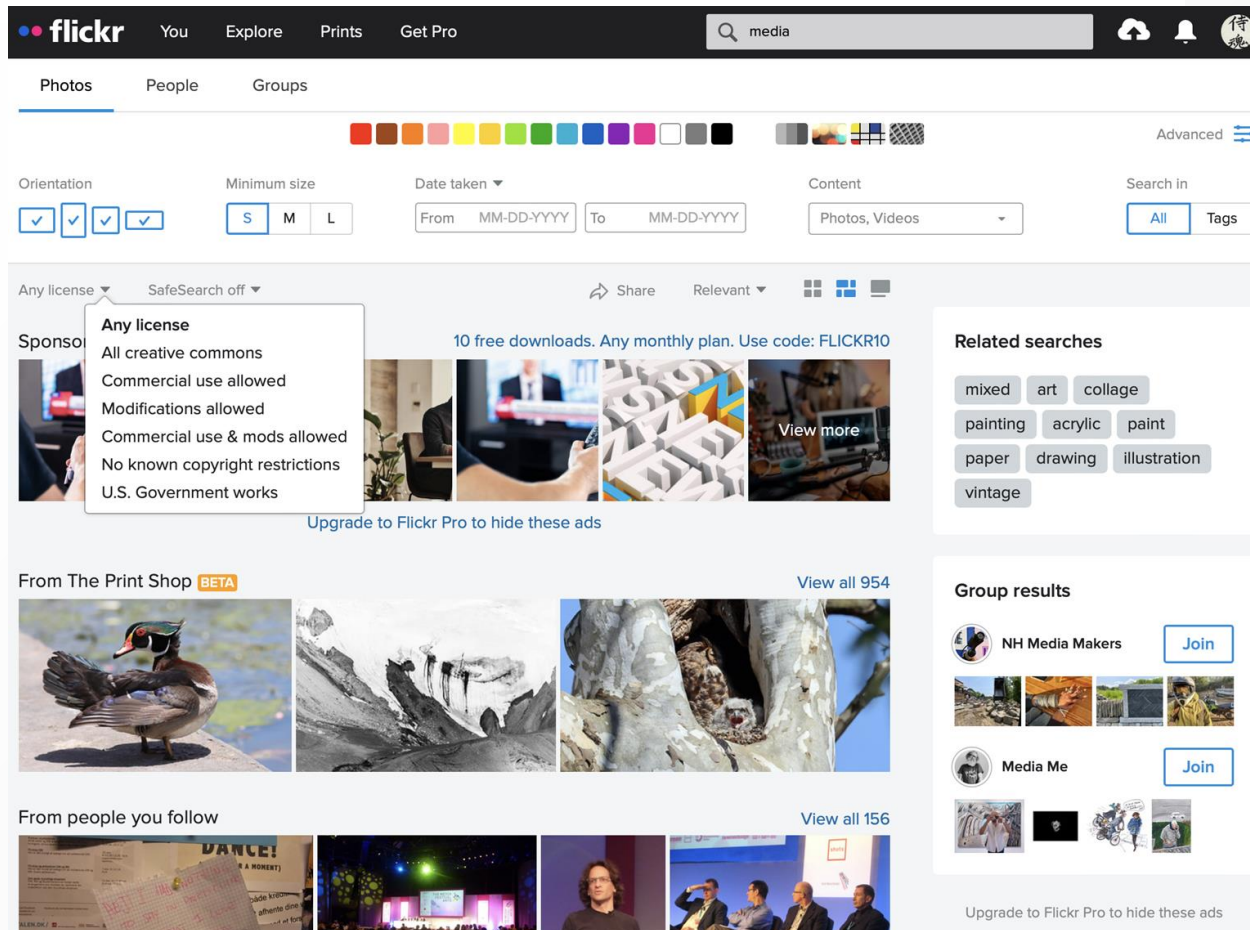 flickr You Explore Prints Get Pro media
Photos People Groups
Advanced
Orientation Minimum size Date taken Content Search in
S M L From MM-DD-YYYY To MM-DD-YYYY Photos, Videos All Tags
Any license SafeSearch off Share Relevant
Any license
All creative commons
Commercial use allowed
Modifications allowed
Commercial use & mods allowed
No known copyright restrictions
U.S. Government works
Sponso 10 free downloads. Any monthly plan. Use code: FLICKR10
NEWS
View more
Upgrade to Flickr Pro to hide these ads
From The Print Shop BETA View all 954
From people you follow View all 156
DANCE!
Related searches
mixed art collage
painting acrylic paint
paper drawing illustration
vintage
Group results
NH Media Makers Join
Media Me Join
Upgrade to Flickr Pro to hide these ads